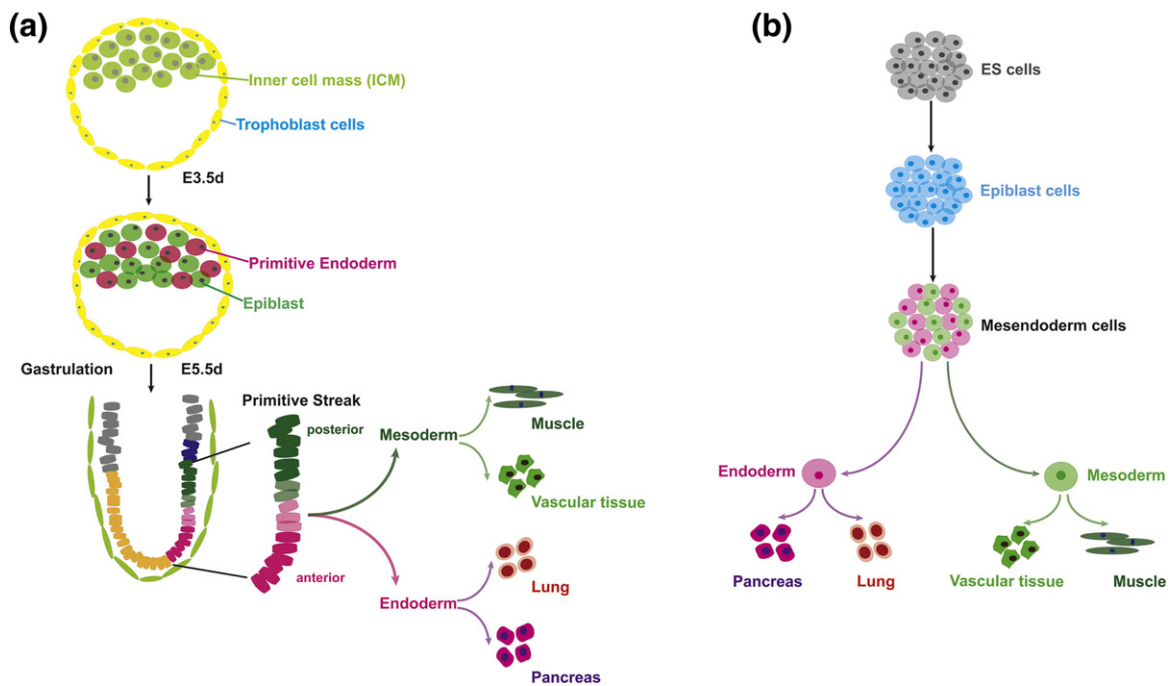 (a)
Inner cell mass (ICM)
Trophoblast cells
E3.5d
Primitive Endoderm
Epiblast
Gastrulation
E5.5d
Primitive Streak
posterior
anterior
Mesoderm
Muscle
Vascular tissue
Endoderm
Lung
Pancreas
(b)
ES cells
Epiblast cells
Mesendoderm cells
Endoderm
Mesoderm
Pancreas
Lung
Vascular tissue
Muscle